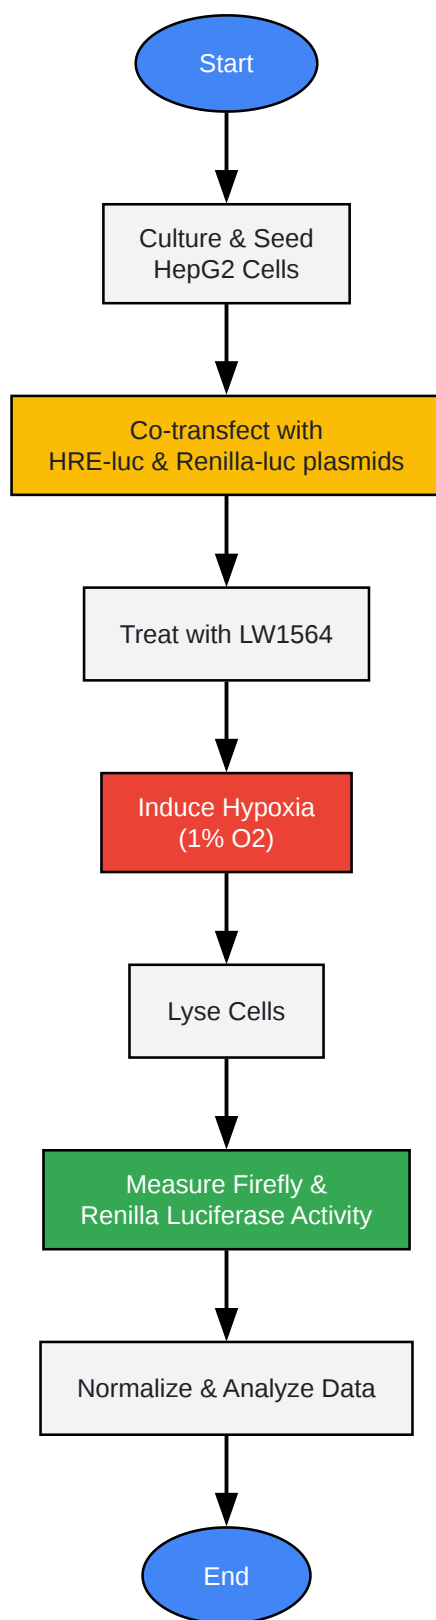 Start
Culture & Seed
HepG2 Cells
Co-transfect with
HRE-luc & Renilla-luc plasmids
Treat with LW1564
Induce Hypoxia
(1% O2)
Lyse Cells
Measure Firefly &
Renilla Luciferase Activity
Normalize & Analyze Data
End